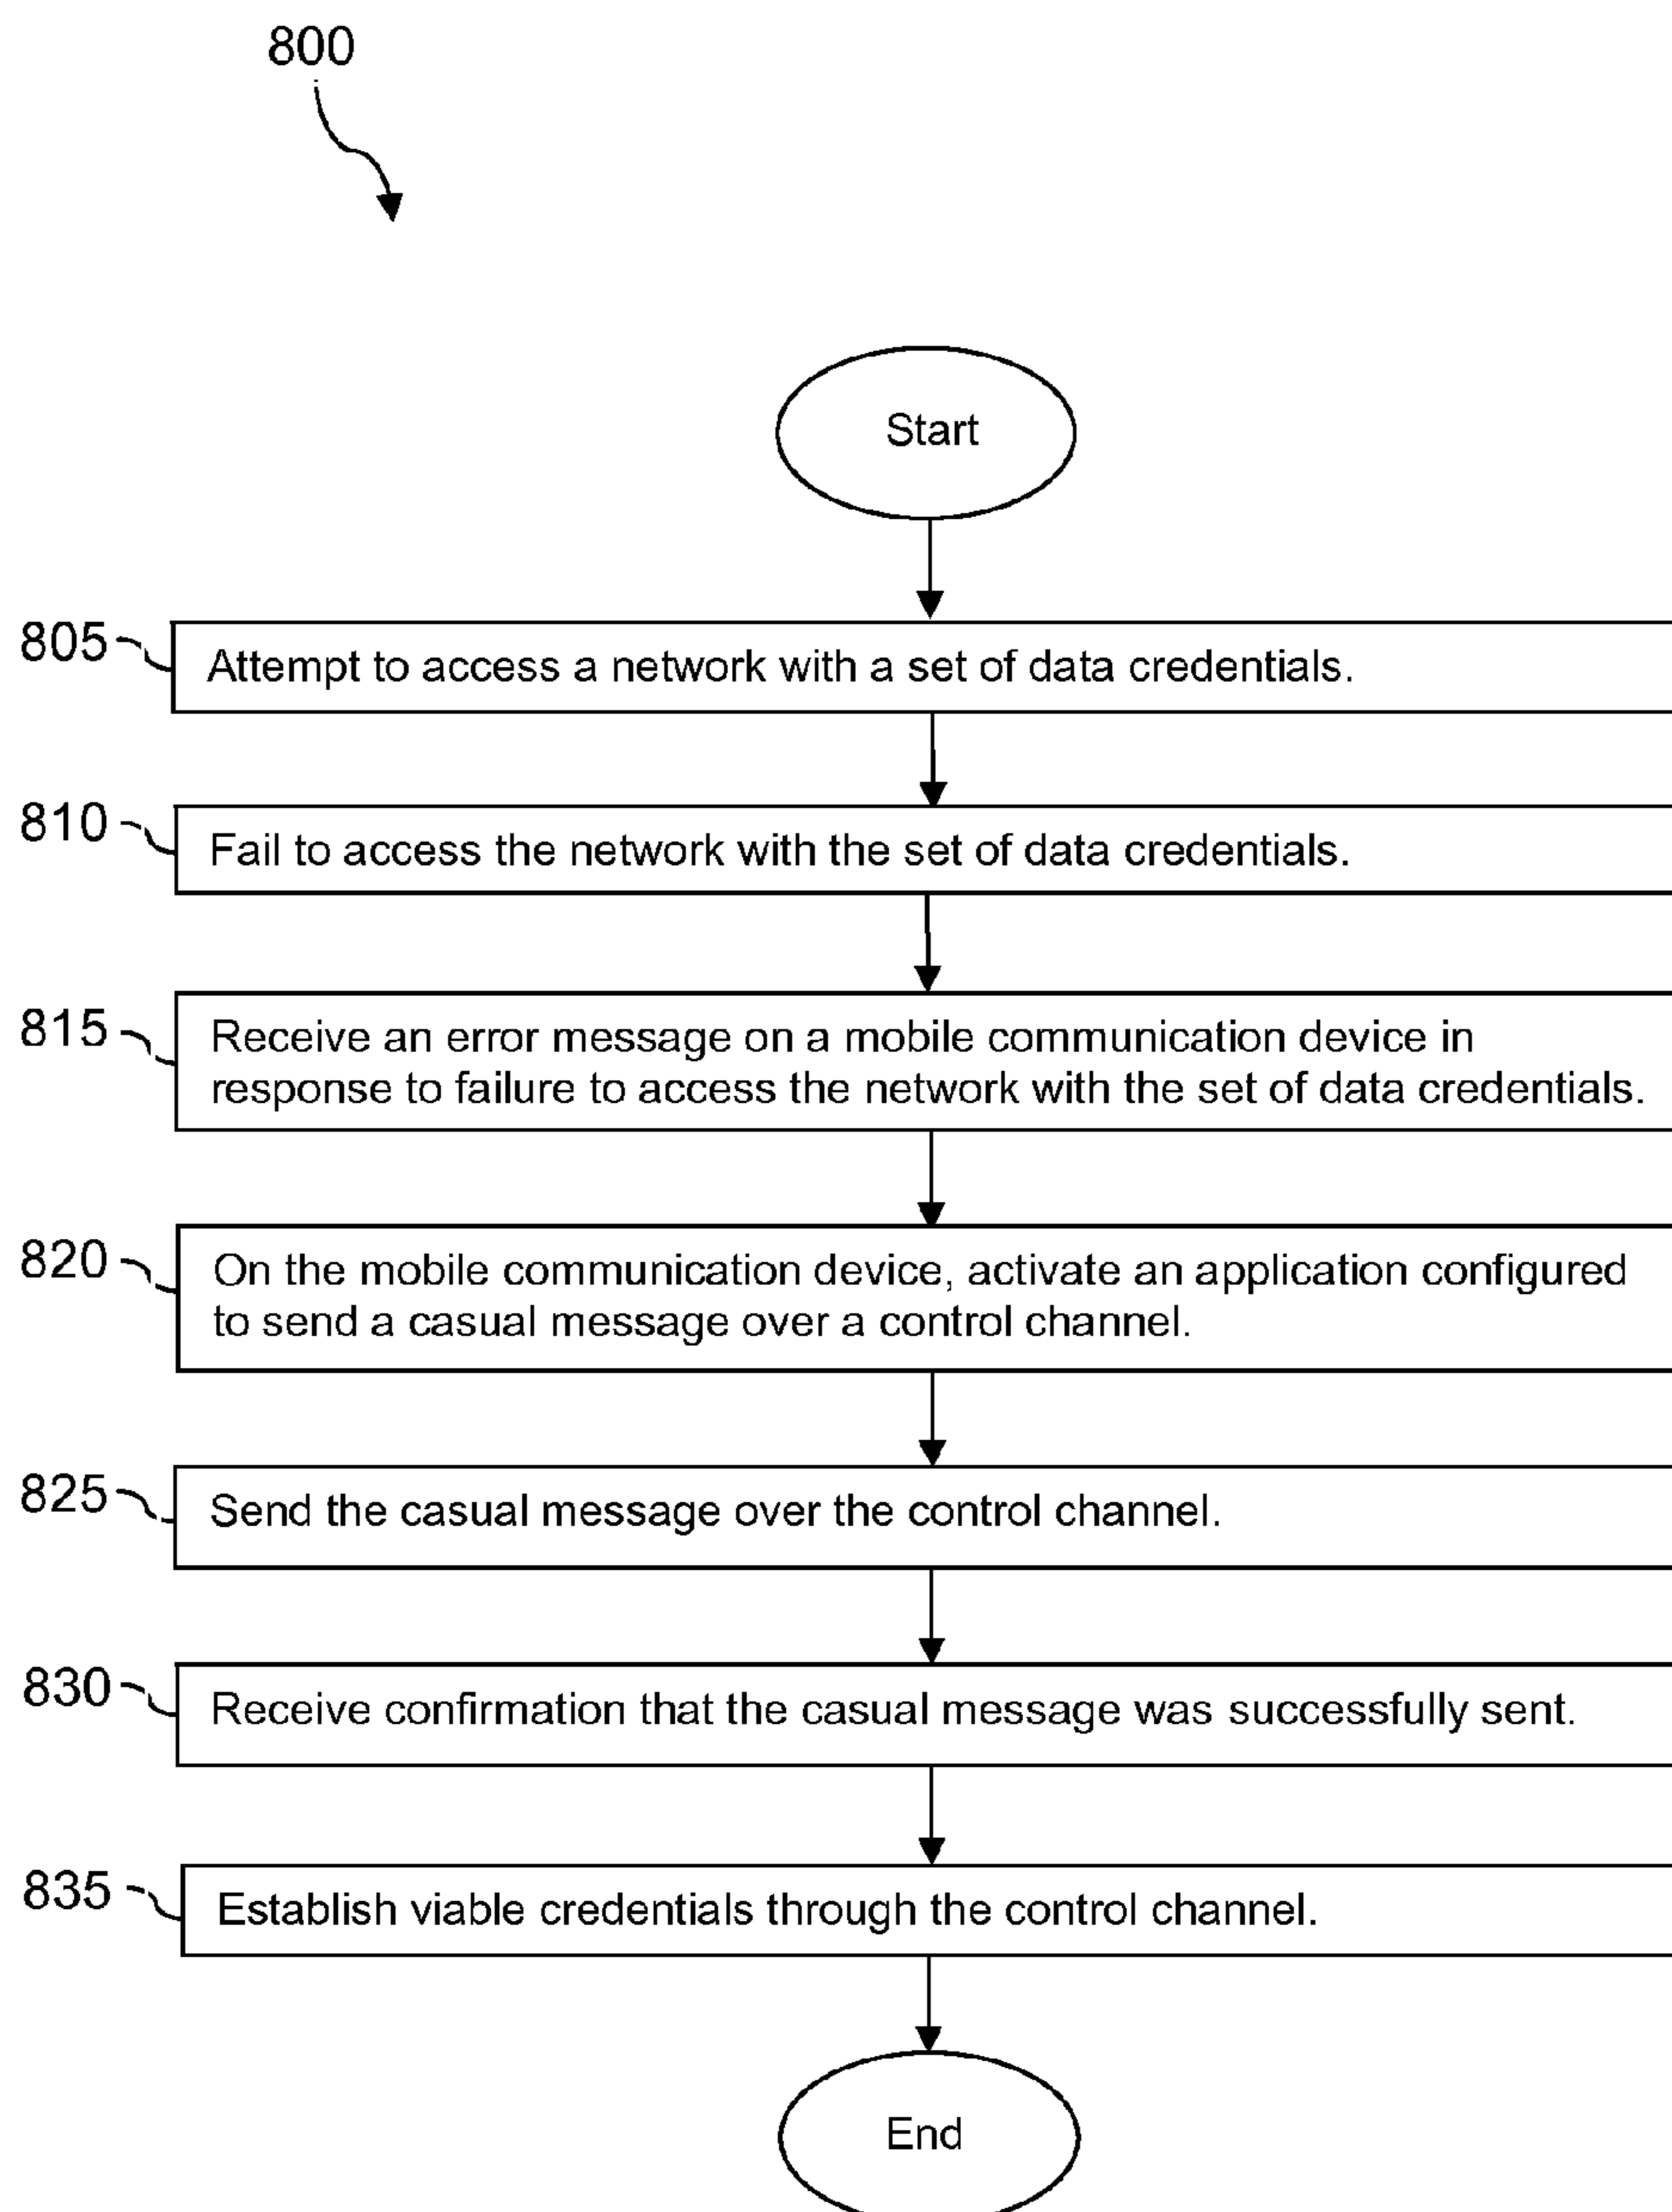 800
Start
805
Attempt to access a network with a set of data credentials.
810
Fail to access the network with the set of data credentials.
815
Receive an error message on a mobile communication device in
response to failure to access the network with the set of data credentials.
820
On the mobile communication device, activate an application configured
to send a casual message over a control channel.
825
Send the casual message over the control channel.
830
Receive confirmation that the casual message was successfully sent.
835
Establish viable credentials through the control channel.
End